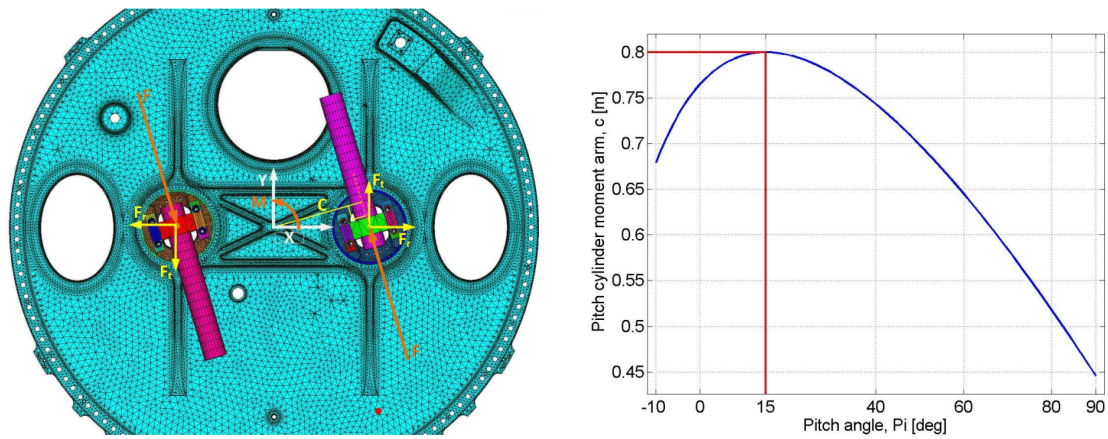 F
Y
M
C
X
Fr
Ft
Ft
Fr
F
Pitch cylinder moment arm, c [m]
0.8
0.75
0.7
0.65
0.6
0.55
0.5
0.45
-10 0 15 40 60 80 90
Pitch angle, Pi [deg]